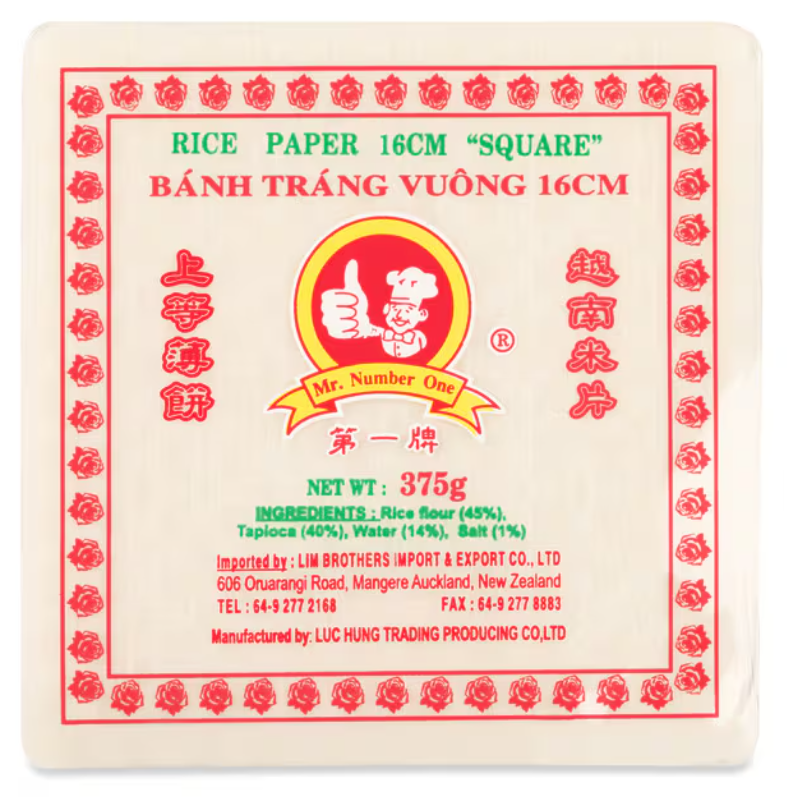 RICE PAPER 16CM “SQUARE”
BÁNH TRÁNG VUÔNG 16CM
上等薄餅
越南米片
®
Mr. Number One
第一牌
NET WT : 375g
INGREDIENTS : Rice flour (45%),
Tapioca (40%), Water (14%), Salt (1%)
Imported by : LIM BROTHERS IMPORT & EXPORT CO., LTD
606 Oruarangi Road, Mangere Auckland, New Zealand
TEL : 64-9 277 2168 FAX : 64-9 277 8883
Manufactured by: LUC HUNG TRADING PRODUCING CO,LTD